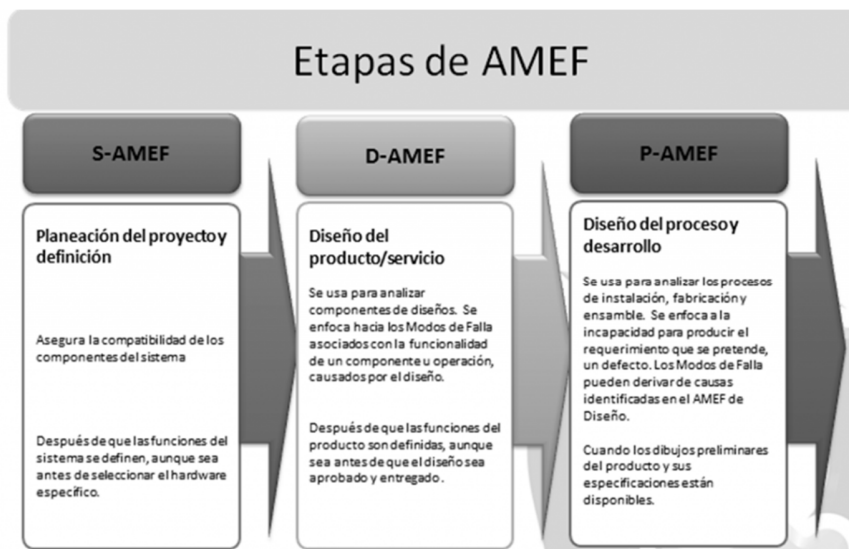 Etapas de AMEF
S-AMEF
Planeación del proyecto y
definición
Asegura la compatibilidad de los
componentes del sistema
Después de que las funciones del
sistema se definen, aunque sea
antes de seleccionar el hardware
específico.
D-AMEF
Diseño del
producto/servicio
Se usa para analizar
componentes de diseños. Se
enfoca hacia los Modos de Falla
asociados con la funcionalidad
de un componente u operación,
causados por el diseño.
Después de que las funciones del
producto son definidas, aunque
sea antes de que el diseño sea
aprobado y entregado.
P-AMEF
Diseño del proceso y
desarrollo
Se usa para analizar los procesos
de instalación, fabricación y
ensamble. Se enfoca a la
incapacidad para producir el
requerimiento que se pretende,
un defecto. Los Modos de Falla
pueden derivar de causas
identificadas en el AMEF de
Diseño.
Cuando los dibujos preliminares
del producto y sus
especificaciones están
disponibles.